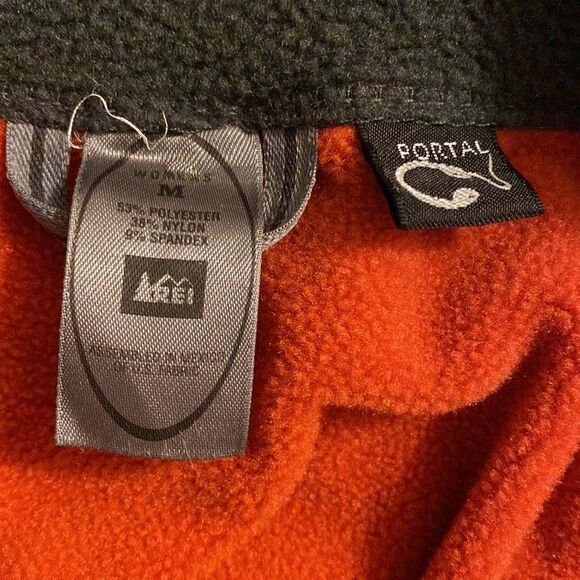 WOMEN'S
M
53% POLYESTER
38% NYLON
9% SPANDEX
REI
ASSEMBLED IN MEXICO
OF U.S. FABRIC
PORTAL